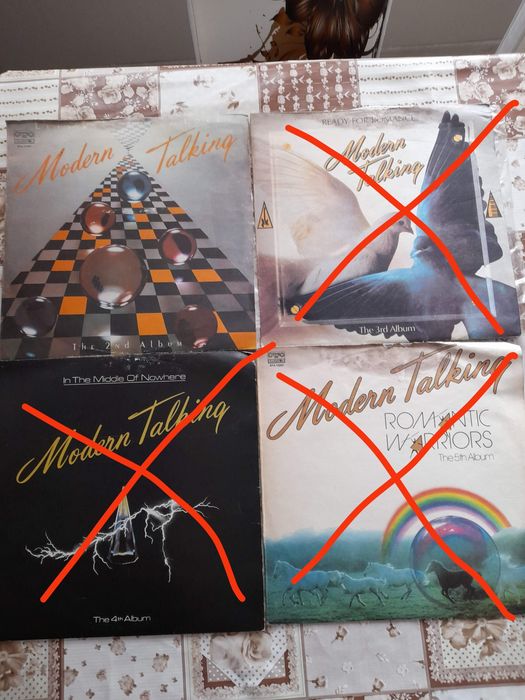 Modern Talking
The 2nd Album
READY FOR ROMANCE
Modern
Talking
The 3rd Album
In The Middle Of Nowhere
Modern Talking
The 4th Album
Modern Talking
ROMANTIC
WARRIORS
The 5th Album